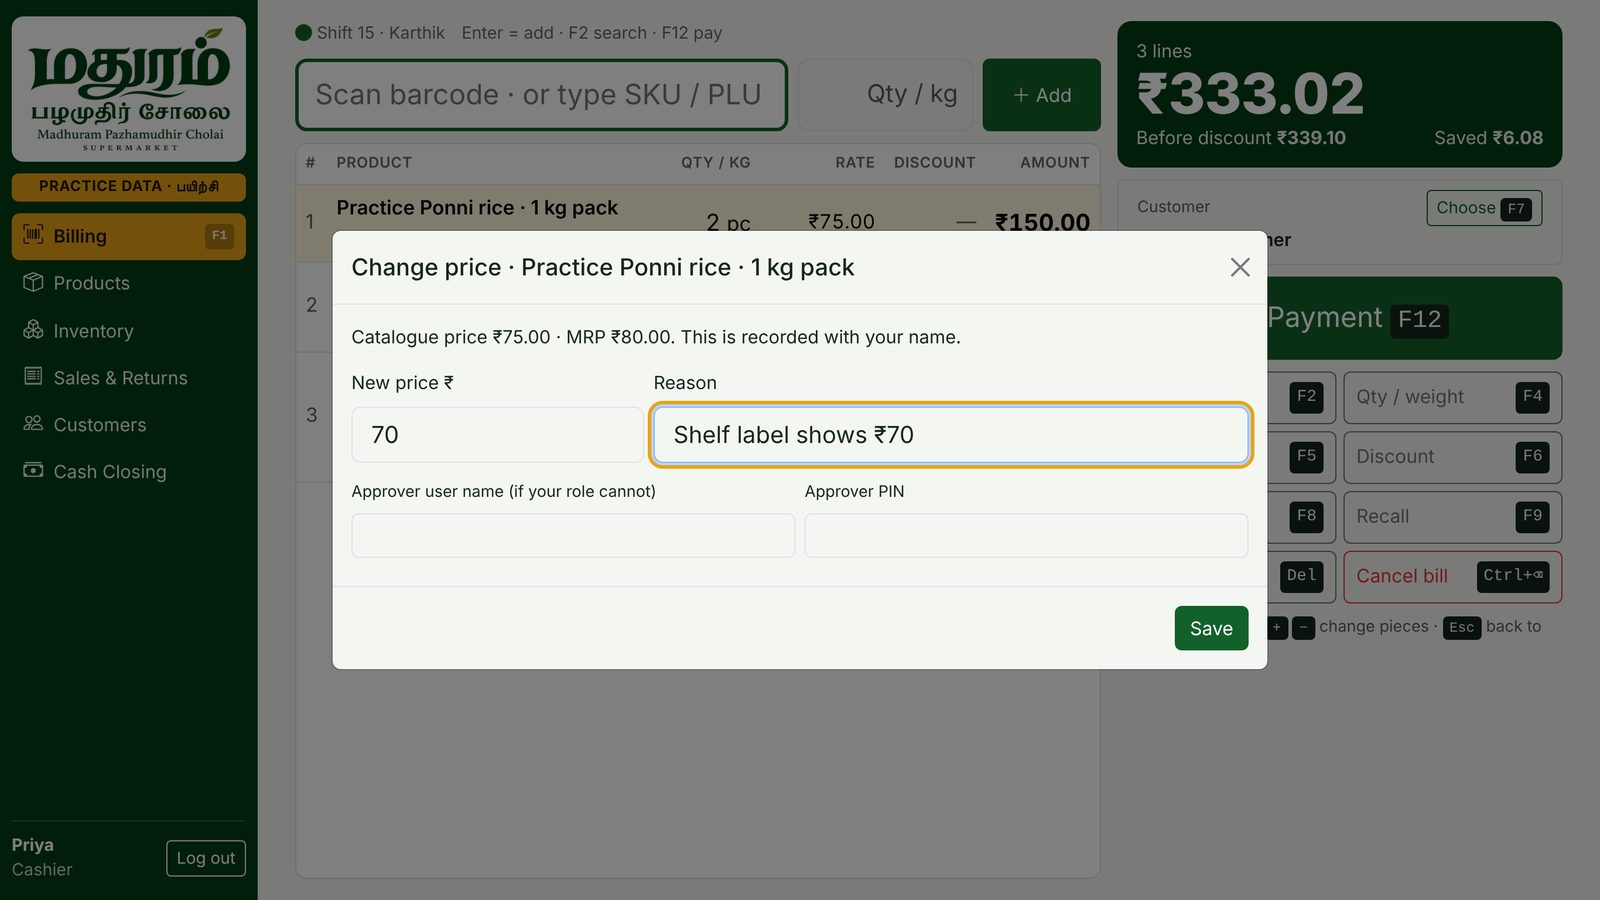 மதுரம்
பழமுதிர் சோலை
Madhuram Pazhamudhir Cholai
SUPERMARKET
PRACTICE DATA · பயிற்சி
Billing F1
Products
Inventory
Sales & Returns
Customers
Cash Closing
Priya
Cashier
Log out
Shift 15 · Karthik Enter = add · F2 search · F12 pay
Scan barcode · or type SKU / PLU
Qty / kg
+ Add
# PRODUCT QTY / KG RATE DISCOUNT AMOUNT
1 Practice Ponni rice · 1 kg pack 2 pc ₹75.00 — ₹150.00
2
3
Change price · Practice Ponni rice · 1 kg pack
Catalogue price ₹75.00 · MRP ₹80.00. This is recorded with your name.
New price ₹ Reason
70 Shelf label shows ₹70
Approver user name (if your role cannot) Approver PIN
Save
3 lines
₹333.02
Before discount ₹339.10 Saved ₹6.08
Customer
Choose F7
Payment F12
F2 Qty / weight F4
F5 Discount F6
F8 Recall F9
Del Cancel bill Ctrl+⌫
+ − change pieces · Esc back to